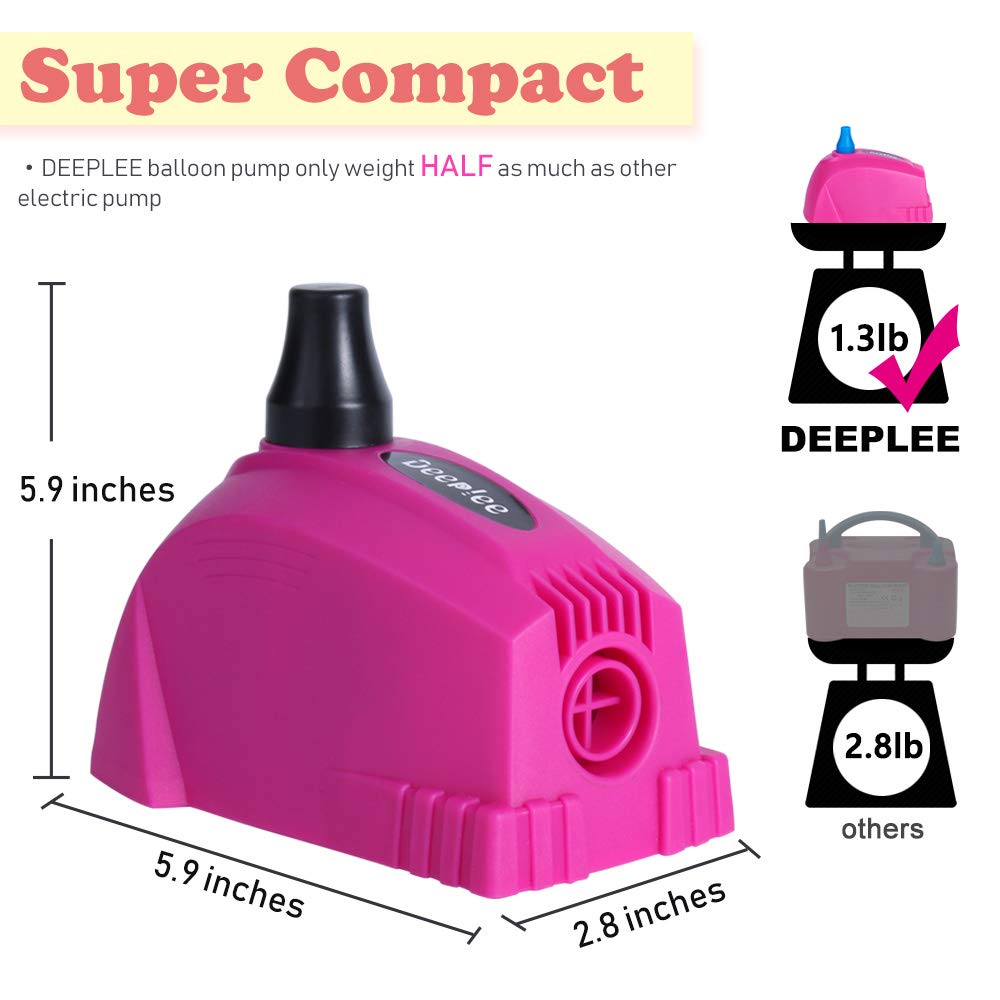 Super Compact
• DEEPLEE balloon pump only weight HALF as much as other
electric pump
1.3lb
DEEPLEE
5.9 inches
Deeplee
2.8lb
others
5.9 inches
2.8 inches